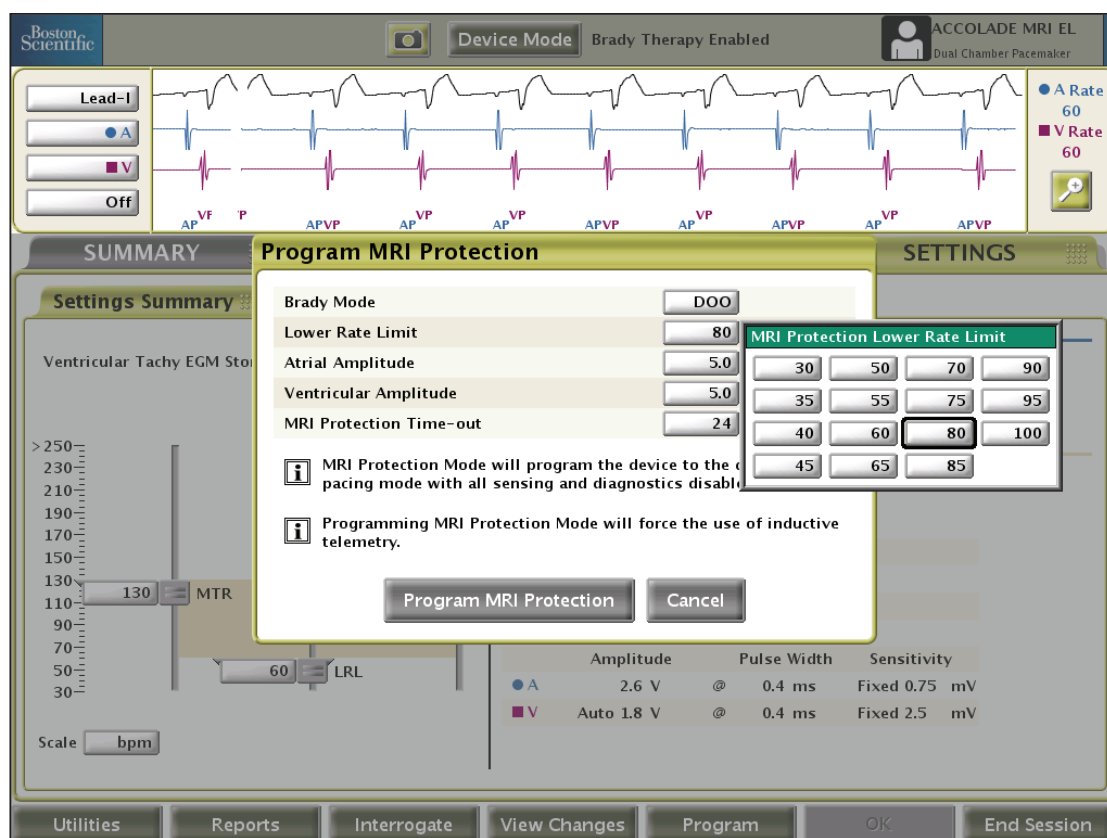 Boston
Scientific
Device Mode Brady Therapy Enabled
ACCOLADE MRI EL
Dual Chamber Pacemaker
Lead-I
A
V
Off
A Rate
60
V Rate
60
AP VF 'P AP VP AP VP AP VP AP VP AP VP AP VP AP VP
SUMMARY
SETTINGS
Program MRI Protection
Settings Summary
Ventricular Tachy EGM Sto
Brady Mode DOO
Lower Rate Limit 80
Atrial Amplitude 5.0
Ventricular Amplitude 5.0
MRI Protection Time-out 24
MRI Protection Lower Rate Limit
30 50 70 90
35 55 75 95
40 60 80 100
45 65 85
MRI Protection Mode will program the device to the
pacing mode with all sensing and diagnostics
Programming MRI Protection Mode will force the use of inductive
telemetry.
Program MRI Protection Cancel
>250
230
210
190
170
150
130
110
90
70
50
30
130 MTR
60 LRL
Scale bpm
Amplitude Pulse Width Sensitivity
A 2.6 V @ 0.4 ms Fixed 0.75 mV
V Auto 1.8 V @ 0.4 ms Fixed 2.5 mV
Utilities Reports Interrogate View Changes Program OK End Session